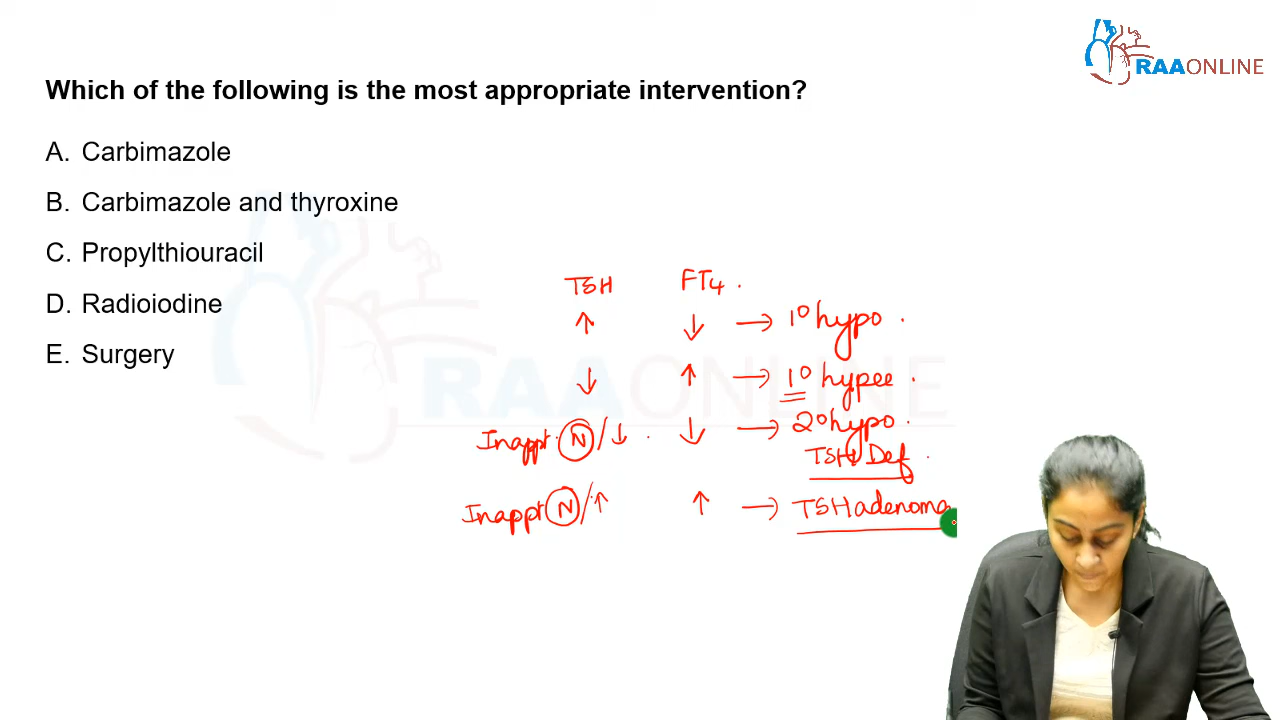 RAAONLINE
Which of the following is the most appropriate intervention?
A. Carbimazole
B. Carbimazole and thyroxine
C. Propylthiouracil
D. Radioiodine
E. Surgery
TSH FT4.
↑ ↓ → 1° hypo.
↓ ↑ → 1° hypee.
Inappt. N/↓. ↓ → 2° hypo.
TSH Def.
Inappt N/↑ ↑ → TSH adenoma
RAAONLINE